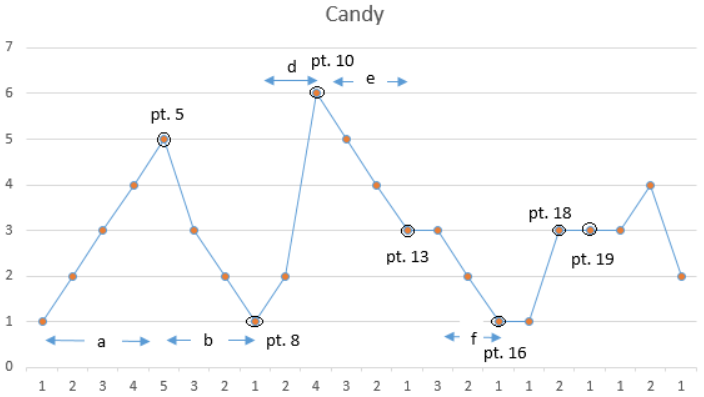 Candy
7
d pt. 10
e
6
pt. 5
5
4
pt. 18
3
pt. 13 pt. 19
2
1
a b pt. 8 f pt. 16
0
1 2 3 4 5 3 2 1 2 4 3 2 1 3 2 1 1 2 1 1 2 1